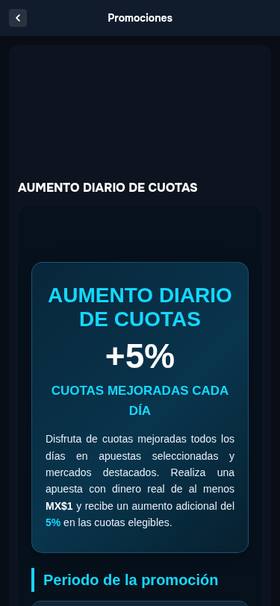 Promociones
AUMENTO DIARIO DE CUOTAS
AUMENTO DIARIO
DE CUOTAS
+5%
CUOTAS MEJORADAS CADA
DÍA
Disfruta de cuotas mejoradas todos los
días en apuestas seleccionadas y
mercados destacados. Realiza una
apuesta con dinero real de al menos
MX$1 y recibe un aumento adicional del
5% en las cuotas elegibles.
Periodo de la promoción